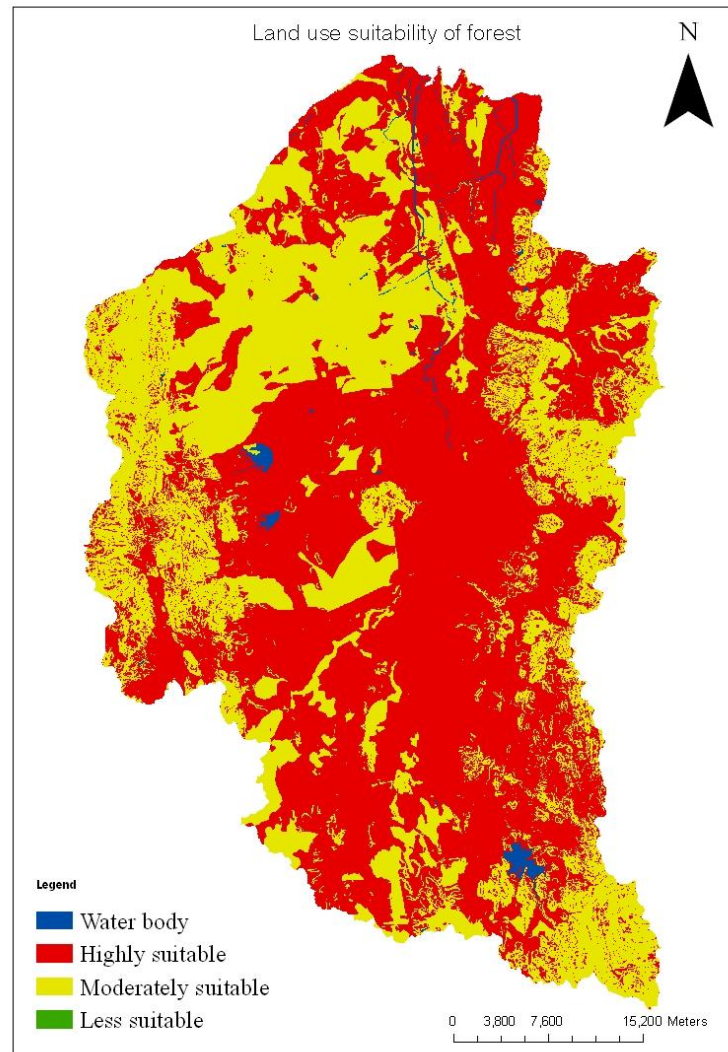 Land use suitability of forest
N
Legend
Water body
Highly suitable
Moderately suitable
Less suitable
0 3,800 7,600 15,200 Meters